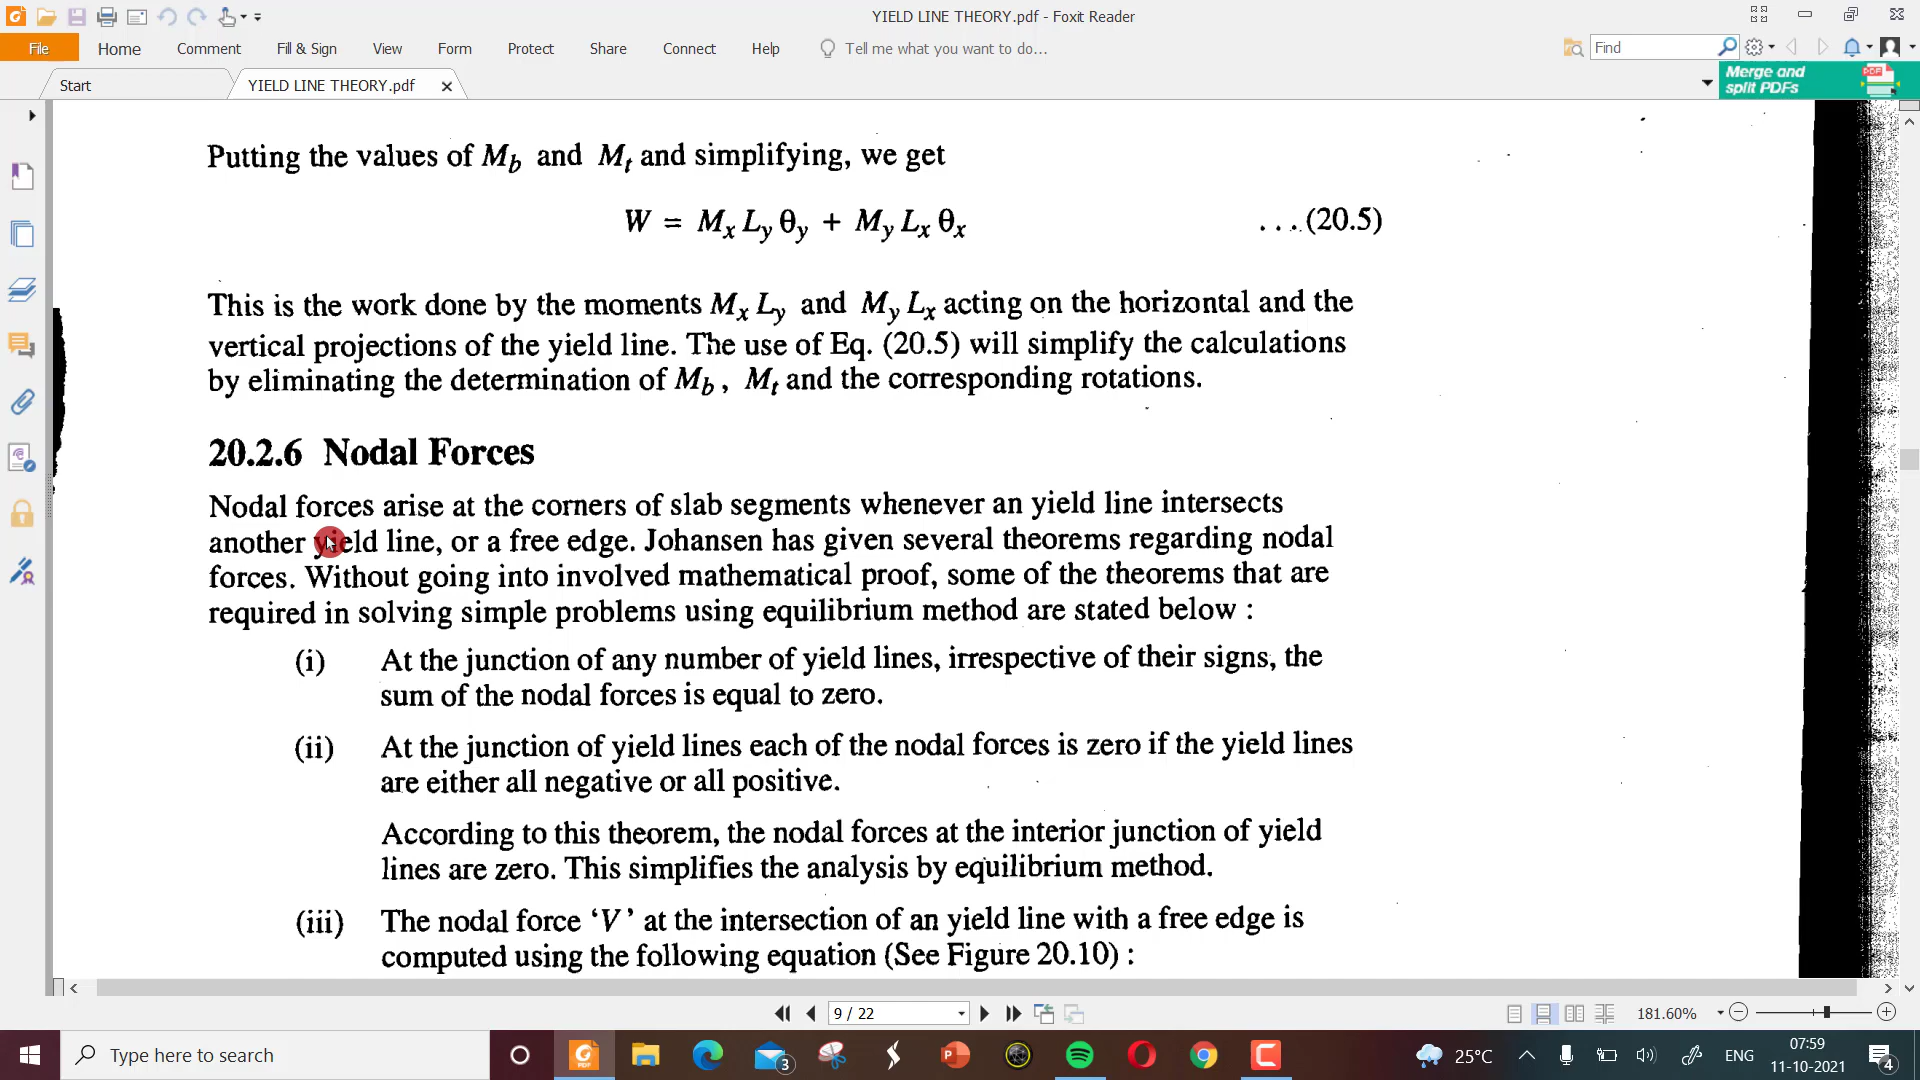 YIELD LINE THEORY.pdf - Foxit Reader
File Home Comment Fill & Sign View Form Protect Share Connect Help Tell me what you want to do... Find
Start YIELD LINE THEORY.pdf
Merge and
split PDFs
Putting the values of M_b and M_t and simplifying, we get
W = M_x L_y θ_y + M_y L_x θ_x ...(20.5)
This is the work done by the moments M_x L_y and M_y L_x acting on the horizontal and the
vertical projections of the yield line. The use of Eq. (20.5) will simplify the calculations
by eliminating the determination of M_b, M_t and the corresponding rotations.
20.2.6 Nodal Forces
Nodal forces arise at the corners of slab segments whenever an yield line intersects
another yield line, or a free edge. Johansen has given several theorems regarding nodal
forces. Without going into involved mathematical proof, some of the theorems that are
required in solving simple problems using equilibrium method are stated below :
(i) At the junction of any number of yield lines, irrespective of their signs, the
sum of the nodal forces is equal to zero.
(ii) At the junction of yield lines each of the nodal forces is zero if the yield lines
are either all negative or all positive.
According to this theorem, the nodal forces at the interior junction of yield
lines are zero. This simplifies the analysis by equilibrium method.
(iii) The nodal force ‘V’ at the intersection of an yield line with a free edge is
computed using the following equation (See Figure 20.10) :
9 / 22
181.60%
Type here to search
3
25°C
ENG
07:59
11-10-2021
4